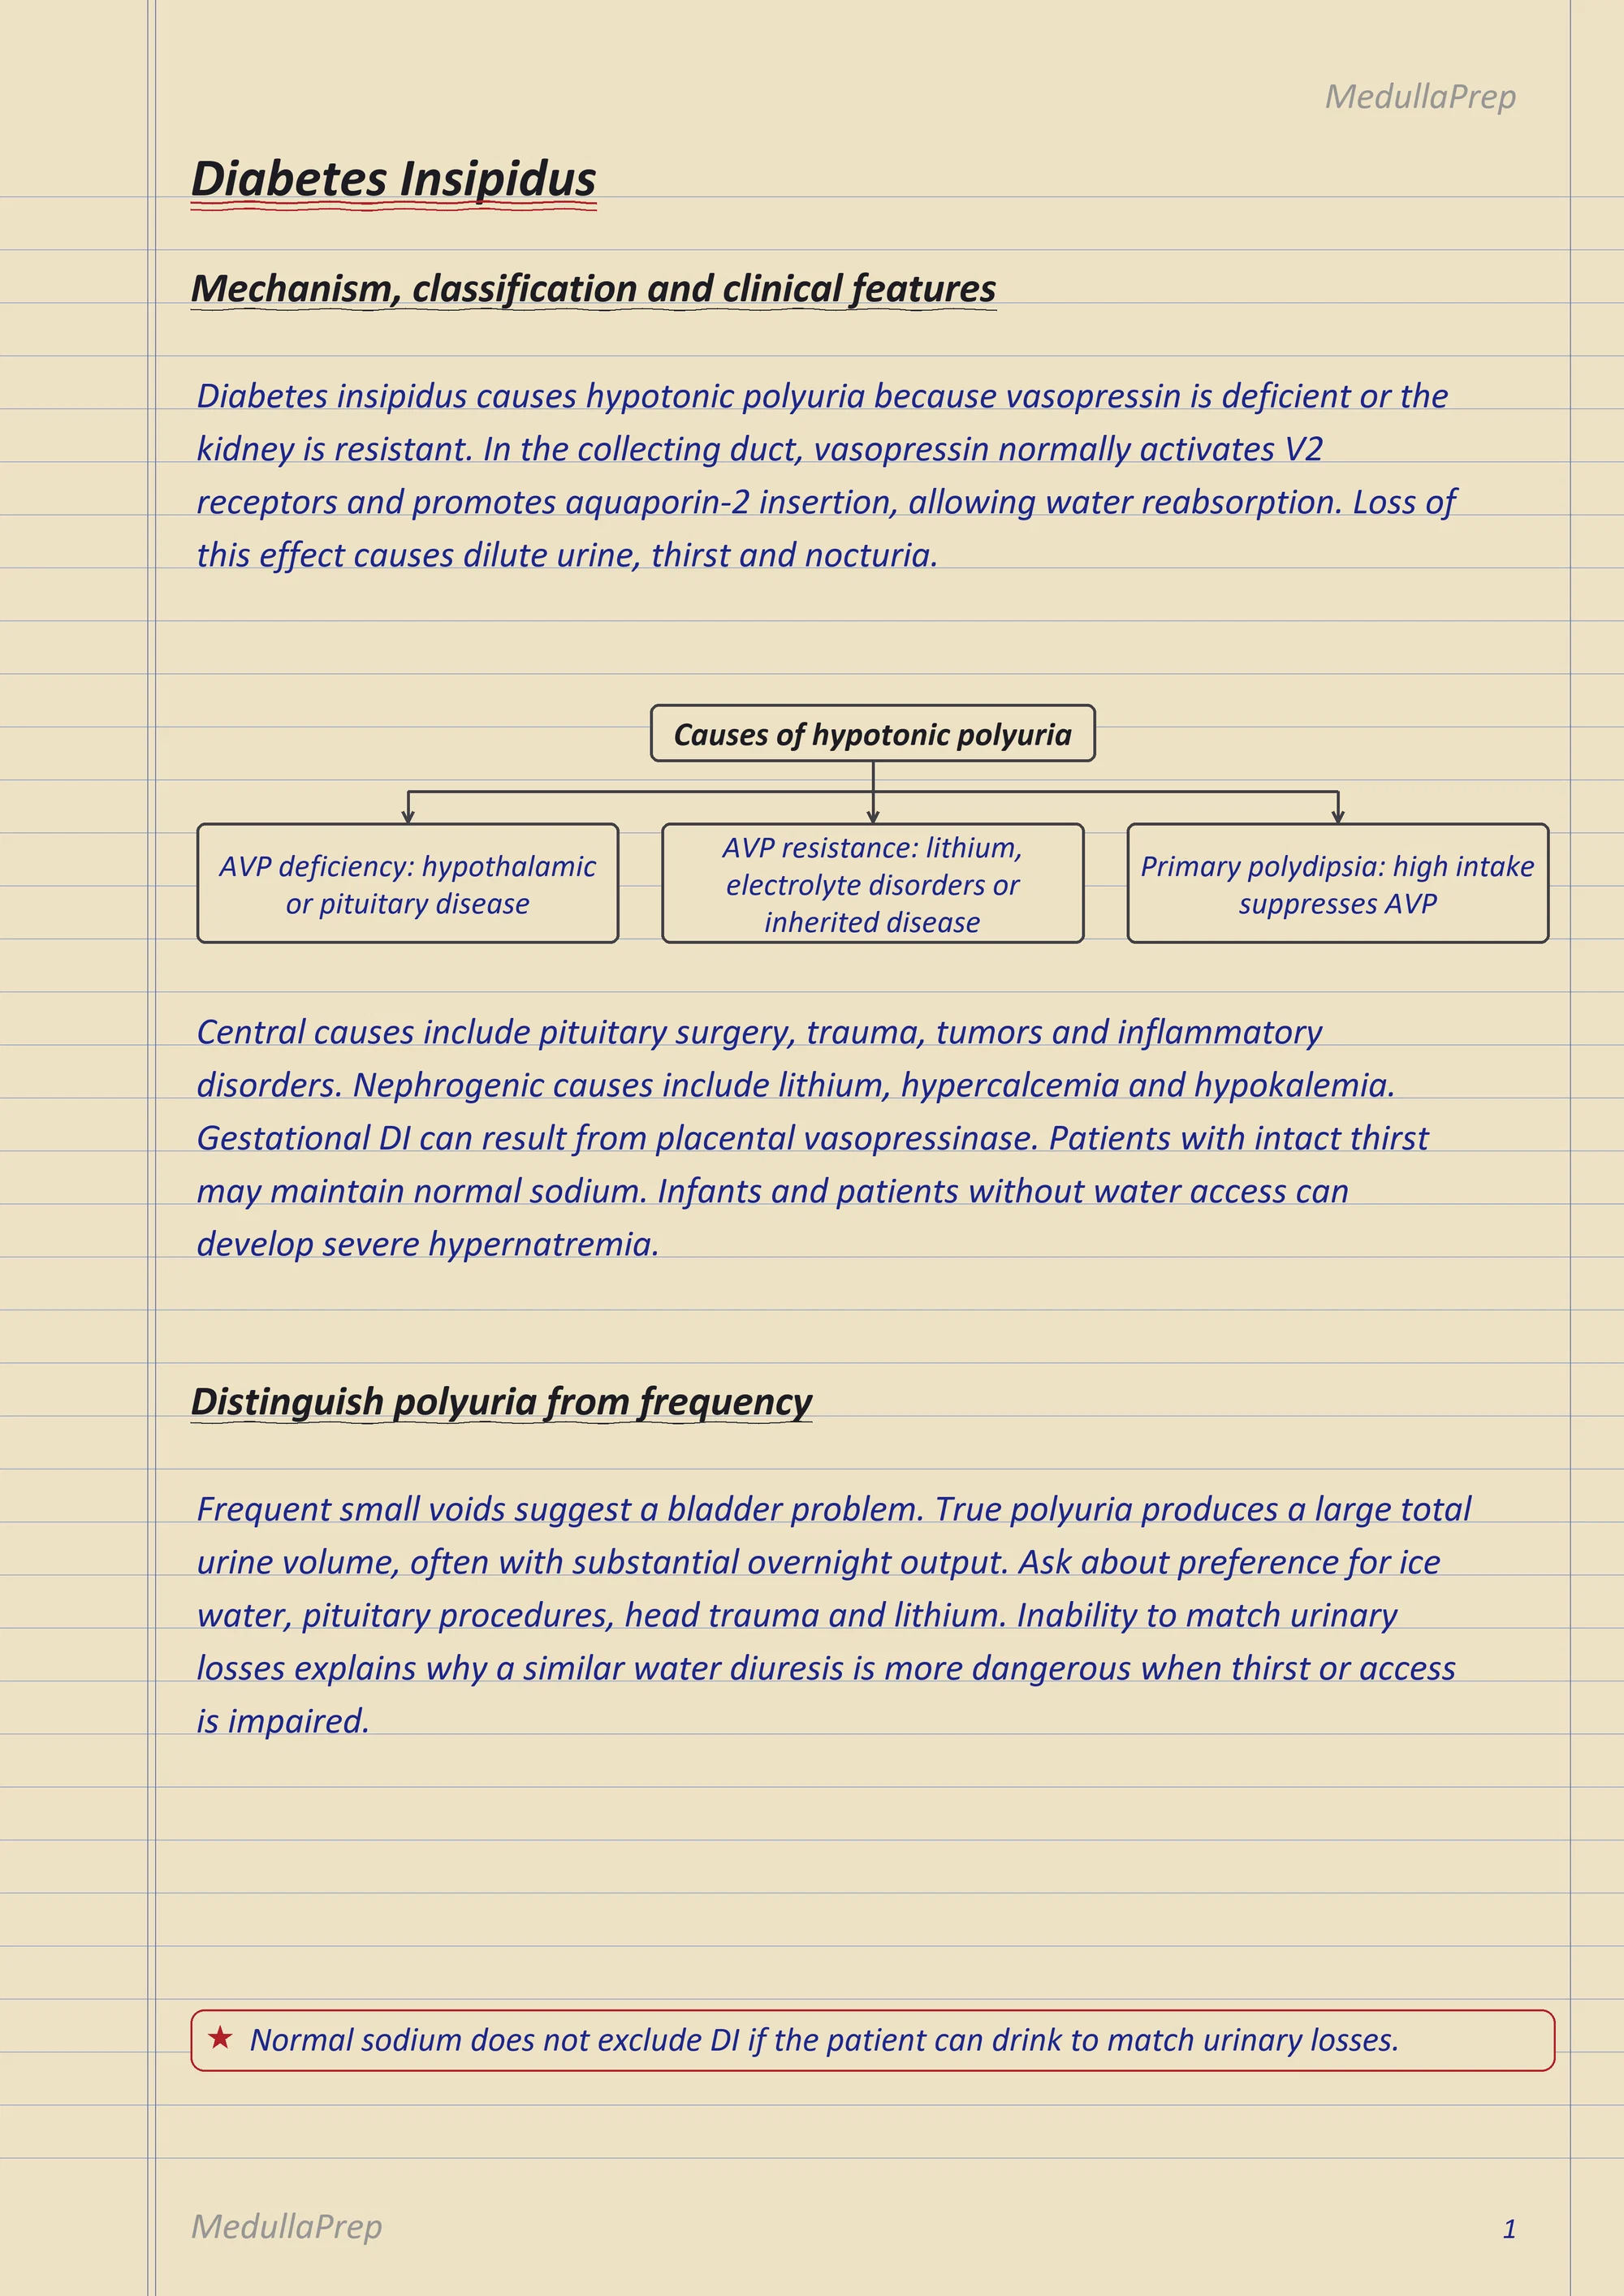 MedullaPrep
Diabetes Insipidus
Mechanism, classification and clinical features
Diabetes insipidus causes hypotonic polyuria because vasopressin is deficient or the
kidney is resistant. In the collecting duct, vasopressin normally activates V2
receptors and promotes aquaporin-2 insertion, allowing water reabsorption. Loss of
this effect causes dilute urine, thirst and nocturia.
Causes of hypotonic polyuria
AVP deficiency: hypothalamic
or pituitary disease
AVP resistance: lithium,
electrolyte disorders or
inherited disease
Primary polydipsia: high intake
suppresses AVP
Central causes include pituitary surgery, trauma, tumors and inflammatory
disorders. Nephrogenic causes include lithium, hypercalcemia and hypokalemia.
Gestational DI can result from placental vasopressinase. Patients with intact thirst
may maintain normal sodium. Infants and patients without water access can
develop severe hypernatremia.
Distinguish polyuria from frequency
Frequent small voids suggest a bladder problem. True polyuria produces a large total
urine volume, often with substantial overnight output. Ask about preference for ice
water, pituitary procedures, head trauma and lithium. Inability to match urinary
losses explains why a similar water diuresis is more dangerous when thirst or access
is impaired.
★ Normal sodium does not exclude DI if the patient can drink to match urinary losses.
MedullaPrep
1